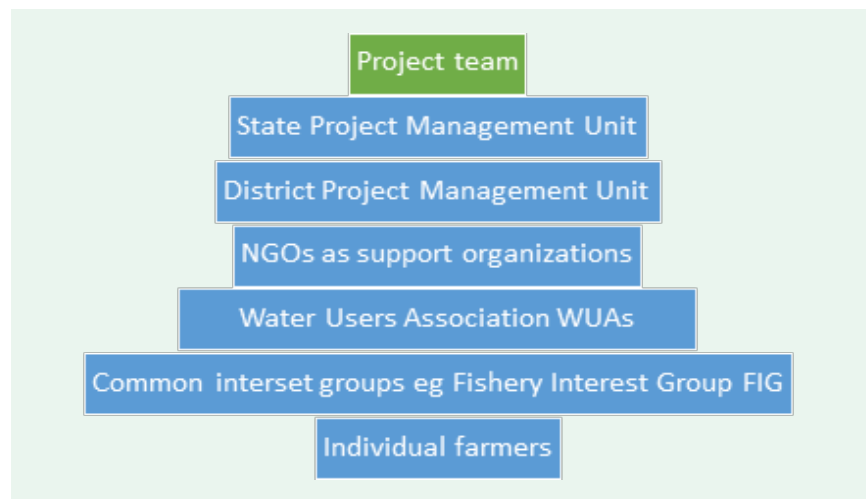 Project team
State Project Management Unit
District Project Management Unit
NGOs as support organizations
Water Users Association WUAs
Common interset groups eg Fishery Interest Group FIG
Individual farmers